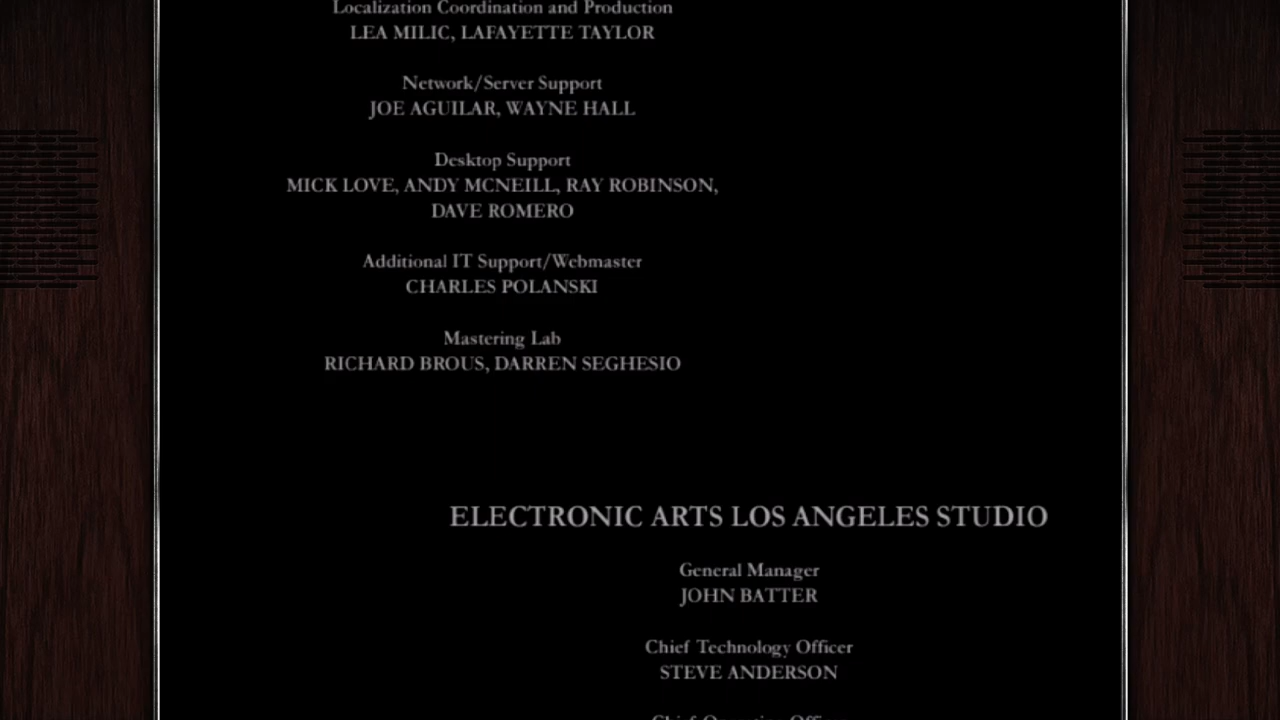 Localization Coordination and Production
LEA MILIC, LAFAYETTE TAYLOR
Network/Server Support
JOE AGUILAR, WAYNE HALL
Desktop Support
MICK LOVE, ANDY MCNEILL, RAY ROBINSON,
DAVE ROMERO
Additional IT Support/Webmaster
CHARLES POLANSKI
Mastering Lab
RICHARD BROUS, DARREN SEGHESIO
ELECTRONIC ARTS LOS ANGELES STUDIO
General Manager
JOHN BATTER
Chief Technology Officer
STEVE ANDERSON